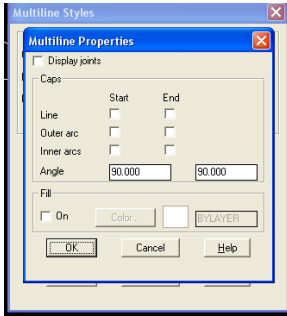 Multiline Styles
Multiline Properties
Display joints
Caps
Start End
Line
Outer arc
Inner arcs
Angle 90.000 90.000
Fill
On Color... BYLAYER
OK Cancel Help